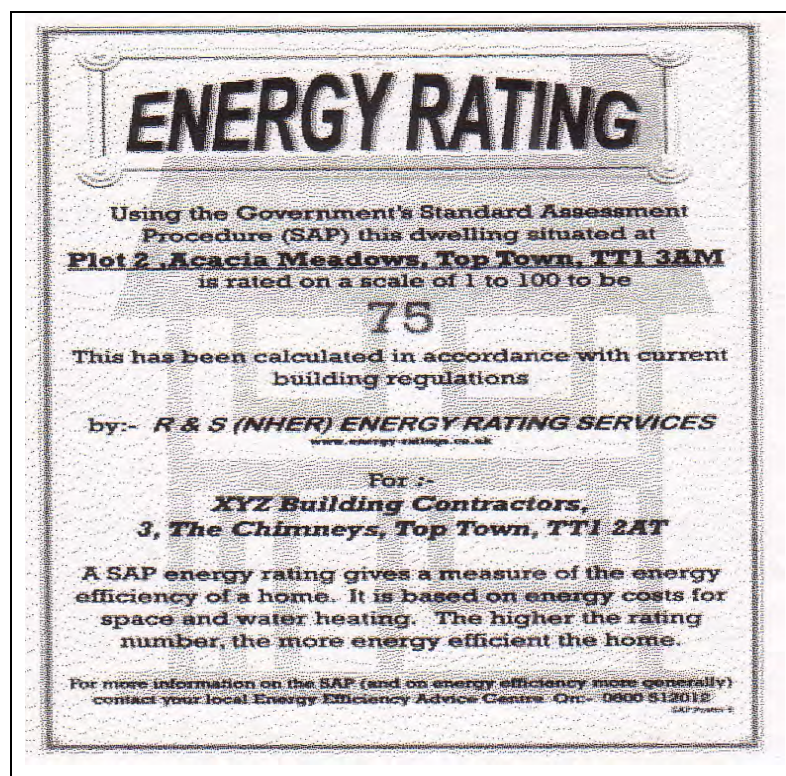 ENERGY RATING
Using the Government's Standard Assessment
Procedure (SAP) this dwelling situated at
Plot 2 ,Acacia Meadows, Top Town, TT1 3AM
is rated on a scale of 1 to 100 to be
75
This has been calculated in accordance with current
building regulations
by:- R & S (NHER) ENERGY RATING SERVICES
www.energy-ratings.co.uk
For :-
XYZ Building Contractors,
3, The Chimneys, Top Town, TT1 2AT
A SAP energy rating gives a measure of the energy
efficiency of a home. It is based on energy costs for
space and water heating. The higher the rating
number, the more energy efficient the home.
For more information on the SAP (and on energy efficiency more generally)
contact your local Energy Efficiency Advice Centre. On:- 0800 512012
SAP